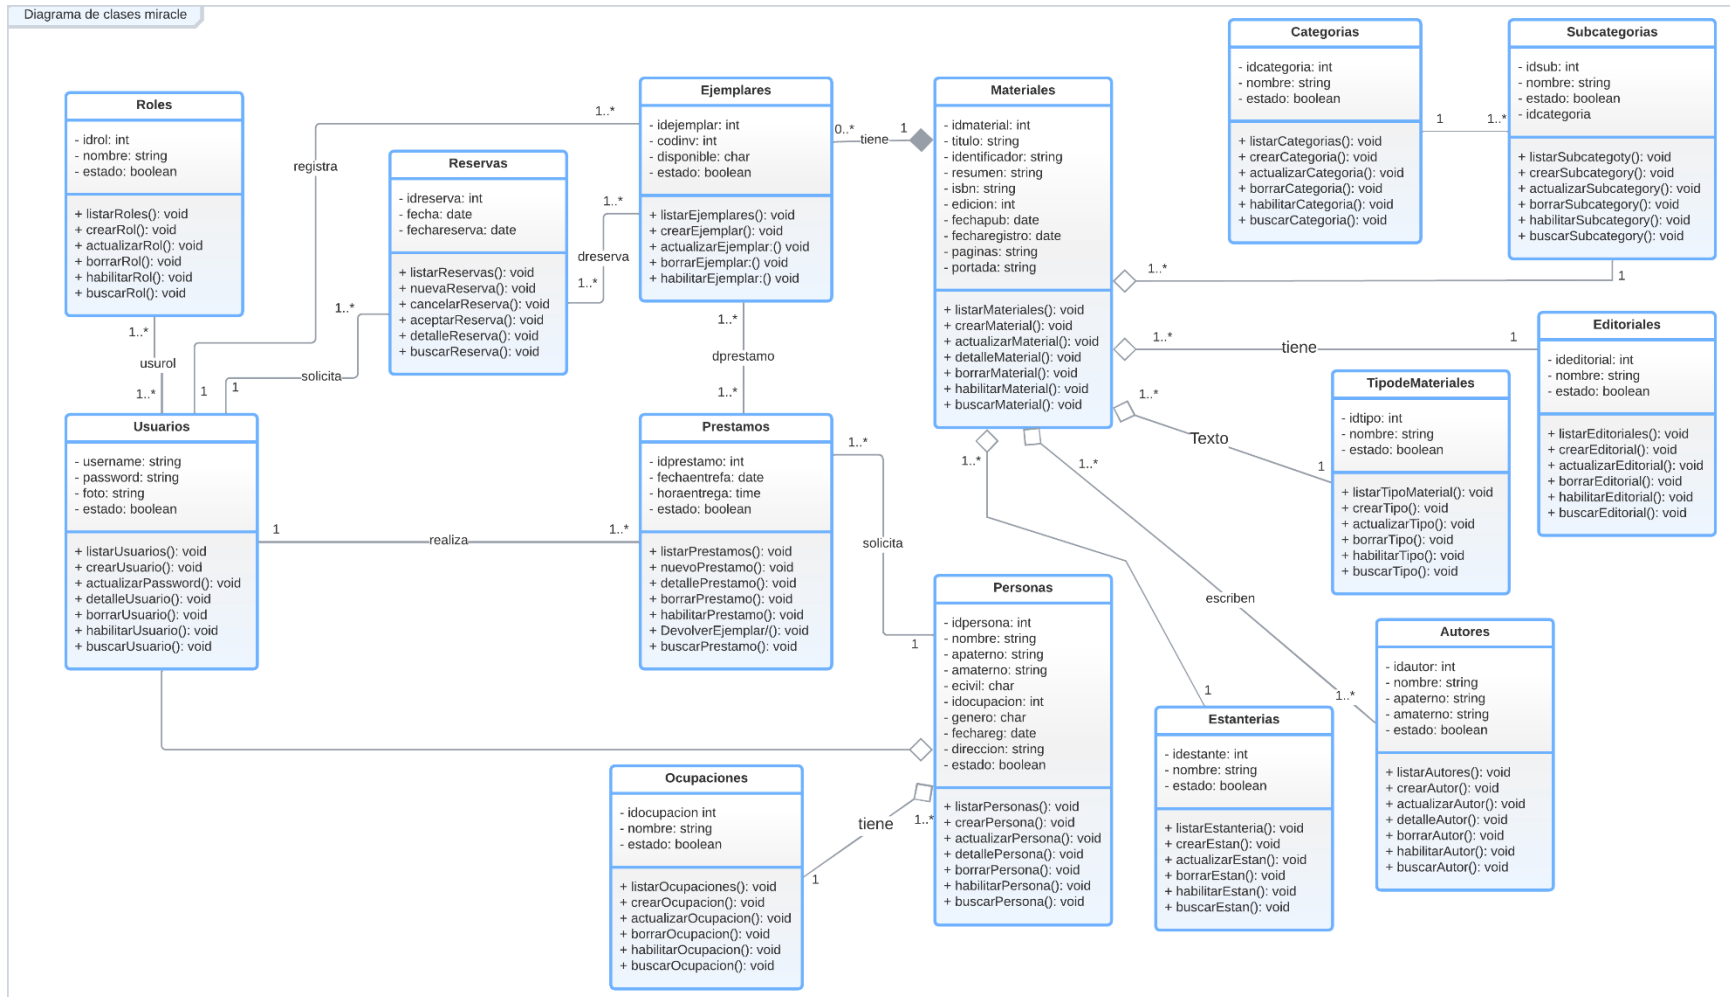 Diagrama de clases miracle
Roles
- idrol: int
- nombre: string
- estado: boolean
+ listarRoles(): void
+ crearRol(): void
+ actualizarRol(): void
+ borrarRol(): void
+ habilitarRol(): void
+ buscarRol(): void
1..*
usurol
1..*
registra
1..*
1
Reservas
- idreserva: int
- fecha: date
- fechareserva: date
+ listarReservas(): void
+ nuevaReserva(): void
+ cancelarReserva(): void
+ aceptarReserva(): void
+ detalleReserva(): void
+ buscarReserva(): void
1..*
solicita
1
1..*
dreserva
1..*
Ejemplares
- idejemplar: int
- codinv: int
- disponible: char
- estado: boolean
+ listarEjemplares(): void
+ crearEjemplar(): void
+ actualizarEjemplar:() void
+ borrarEjemplar:() void
+ habilitarEjemplar:() void
0..*
tiene
1
1..*
dprestamo
1..*
Materiales
- idmaterial: int
- titulo: string
- identificador: string
- resumen: string
- isbn: string
- edicion: int
- fechapub: date
- fecharegistro: date
- paginas: string
- portada: string
+ listarMateriales(): void
+ crearMaterial(): void
+ actualizarMaterial(): void
+ detalleMaterial(): void
+ borrarMaterial(): void
+ habilitarMaterial(): void
+ buscarMaterial(): void
Categorias
- idcategoria: int
- nombre: string
- estado: boolean
+ listarCategorias(): void
+ crearCategoria(): void
+ actualizarCategoria(): void
+ borrarCategoria(): void
+ habilitarCategoria(): void
+ buscarCategoria(): void
1
1..*
Subcategorias
- idsub: int
- nombre: string
- estado: boolean
- idcategoria
+ listarSubcategoty(): void
+ crearSubcategory(): void
+ actualizarSubcategory(): void
+ borrarSubcategory(): void
+ habilitarSubcategory(): void
+ buscarSubcategory(): void
1..*
1
1..*
tiene
1
Editoriales
- ideditorial: int
- nombre: string
- estado: boolean
+ listarEditoriales(): void
+ crearEditorial(): void
+ actualizarEditorial(): void
+ borrarEditorial(): void
+ habilitarEditorial(): void
+ buscarEditorial(): void
1..*
Texto
1
TipodeMateriales
- idtipo: int
- nombre: string
- estado: boolean
+ listarTipoMaterial(): void
+ crearTipo(): void
+ actualizarTipo(): void
+ borrarTipo(): void
+ habilitarTipo(): void
+ buscarTipo(): void
Usuarios
- username: string
- password: string
- foto: string
- estado: boolean
+ listarUsuarios(): void
+ crearUsuario(): void
+ actualizarPassword(): void
+ detalleUsuario(): void
+ borrarUsuario(): void
+ habilitarUsuario(): void
+ buscarUsuario(): void
1
realiza
1..*
Prestamos
- idprestamo: int
- fechaentrefa: date
- horaentrega: time
- estado: boolean
+ listarPrestamos(): void
+ nuevoPrestamo(): void
+ detallePrestamo(): void
+ borrarPrestamo(): void
+ habilitarPrestamo(): void
+ DevolverEjemplar/(): void
+ buscarPrestamo(): void
1..*
solicita
1
Personas
- idpersona: int
- nombre: string
- apaterno: string
- amaterno: string
- ecivil: char
- idocupacion: int
- genero: char
- fechareg: date
- direccion: string
- estado: boolean
+ listarPersonas(): void
+ crearPersona(): void
+ actualizarPersona(): void
+ detallePersona(): void
+ borrarPersona(): void
+ habilitarPersona(): void
+ buscarPersona(): void
1..*
1
Estanterias
- idestante: int
- nombre: string
- estado: boolean
+ listarEstanteria(): void
+ crearEstan(): void
+ actualizarEstan(): void
+ borrarEstan(): void
+ habilitarEstan(): void
+ buscarEstan(): void
1..*
escriben
1..*
Autores
- idautor: int
- nombre: string
- apaterno: string
- amaterno: string
- estado: boolean
+ listarAutores(): void
+ crearAutor(): void
+ actualizarAutor(): void
+ detalleAutor(): void
+ borrarAutor(): void
+ habilitarAutor(): void
+ buscarAutor(): void
Ocupaciones
- idocupacion int
- nombre: string
- estado: boolean
+ listarOcupaciones(): void
+ crearOcupacion(): void
+ actualizarOcupacion(): void
+ borrarOcupacion(): void
+ habilitarOcupacion(): void
+ buscarOcupacion(): void
1
tiene
1..*